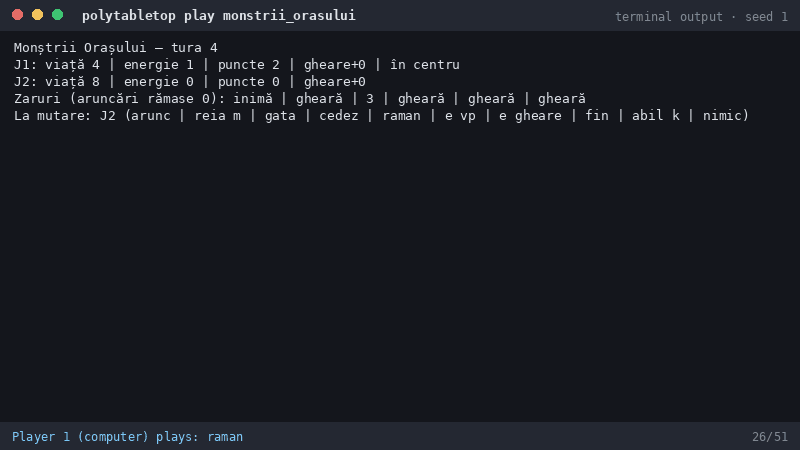 polytabletop play monstrii_orasului
terminal output · seed 1
Monștrii Orașului — tura 4
J1: viață 4 | energie 1 | puncte 2 | gheare+0 | în centru
J2: viață 8 | energie 0 | puncte 0 | gheare+0
Zaruri (aruncări rămase 0): inimă | gheară | 3 | gheară | gheară | gheară
La mutare: J2 (arunc | reia m | gata | cedez | raman | e vp | e gheare | fin | abil k | nimic)
Player 1 (computer) plays: raman
26/51